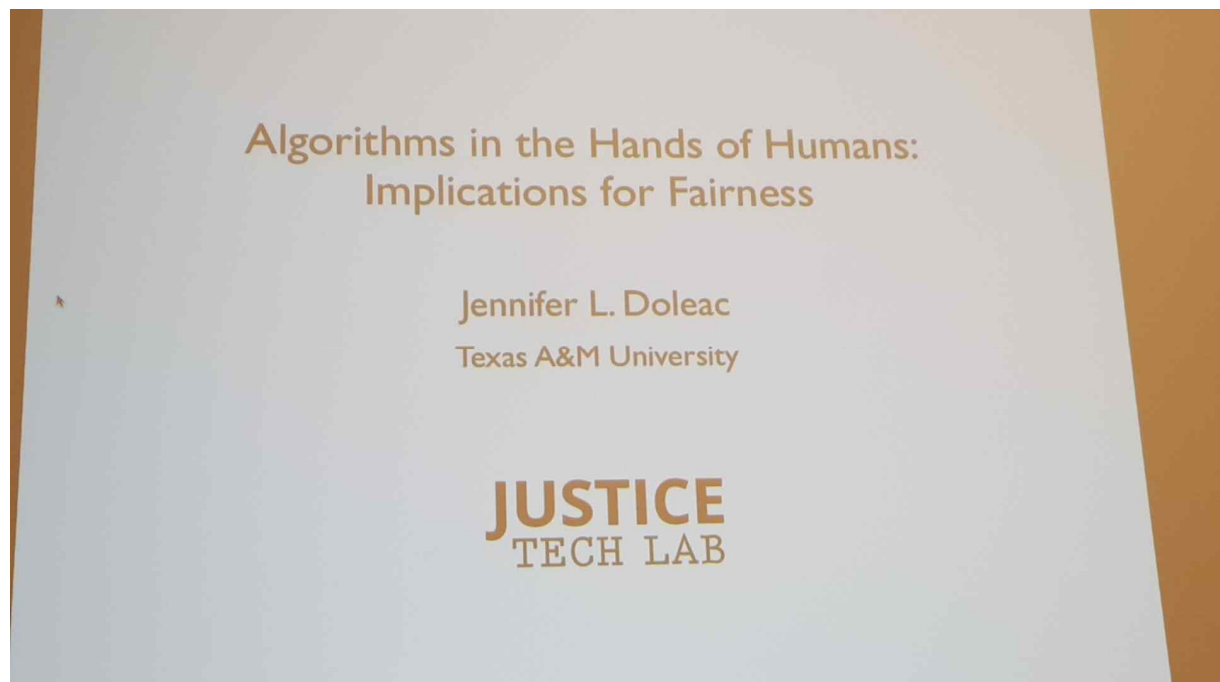 Algorithms in the Hands of Humans:
Implications for Fairness
Jennifer L. Doleac
Texas A&M University
JUSTICE
TECH LAB